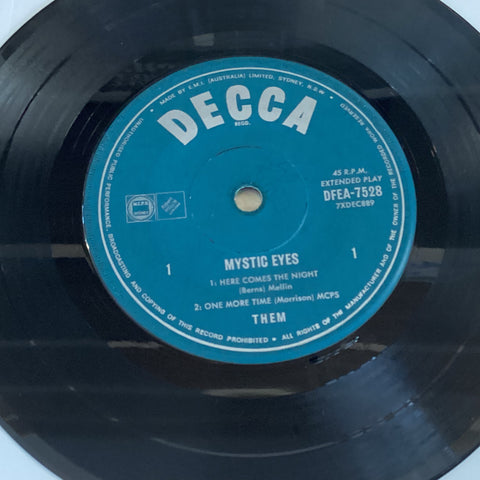 MADE BY E.M.I. (AUSTRALIA) LIMITED, SYDNEY, N.S.W.
DECCA
REGD.
45 R.P.M.
EXTENDED PLAY
DFEA-7528
7XDEC889
1
1
MYSTIC EYES
1: HERE COMES THE NIGHT
(Berns) Mellin
2: ONE MORE TIME (Morrison) MCPS
THEM
ALL RIGHTS OF THE MANUFACTURER AND OF THE OWNER OF THE RECORDED WORK RESERVED
UNAUTHORISED PUBLIC PERFORMANCE, BROADCASTING AND COPYING OF THIS RECORD PROHIBITED